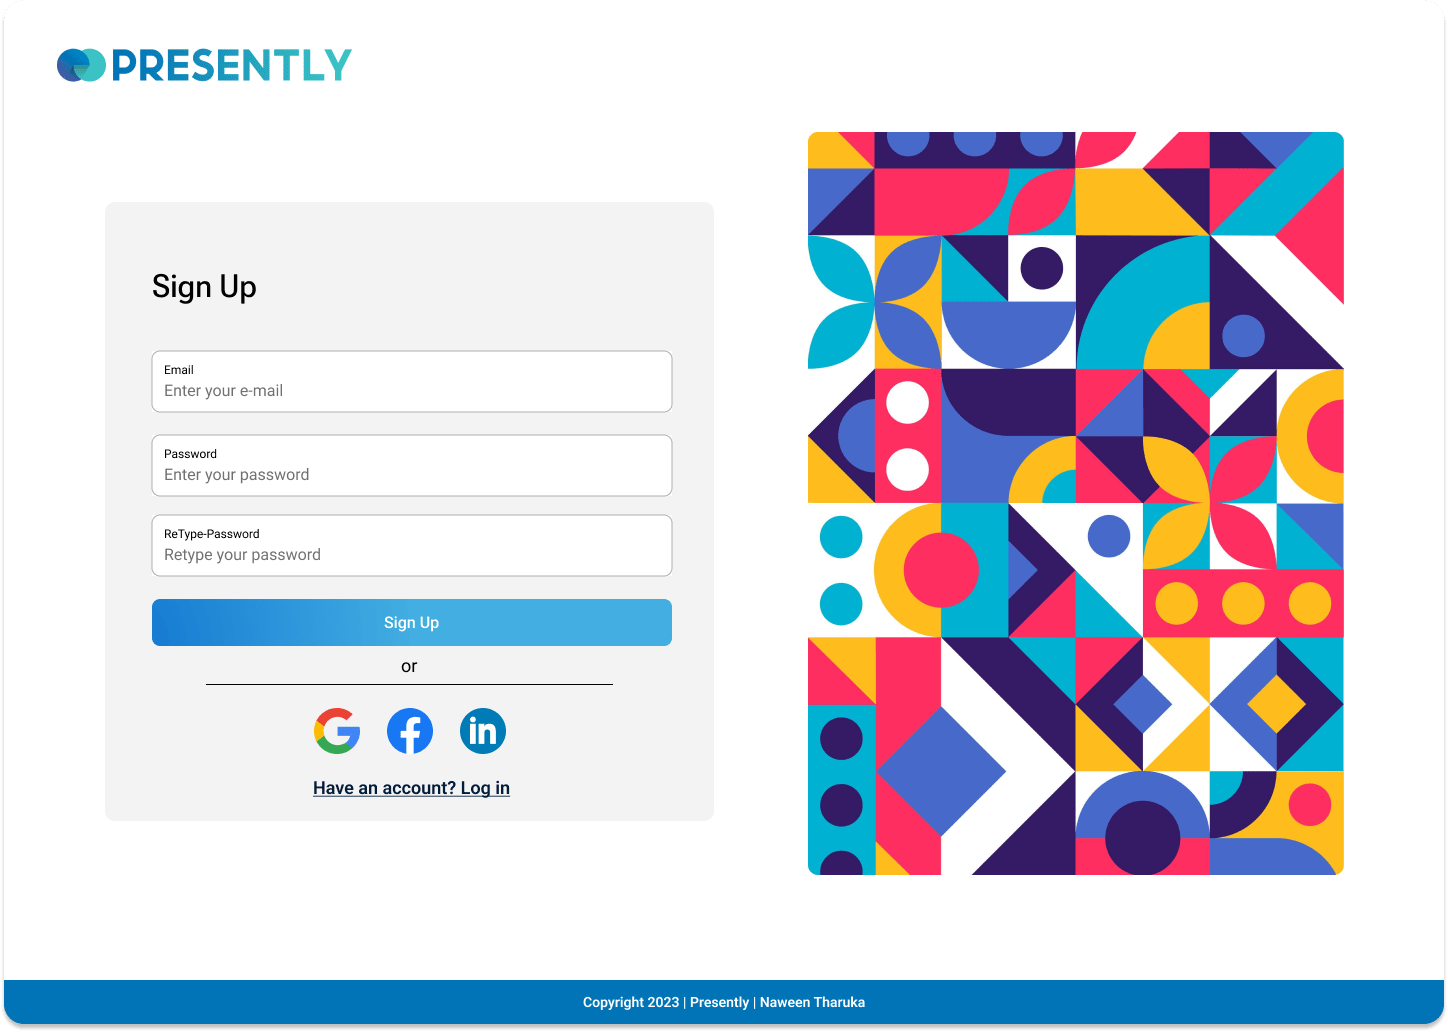 PRESENTLY
Sign Up
Email
Enter your e-mail
Password
Enter your password
ReType-Password
Retype your password
Sign Up
or
in
Have an account? Log in
Copyright 2023 | Presently | Naween Tharuka